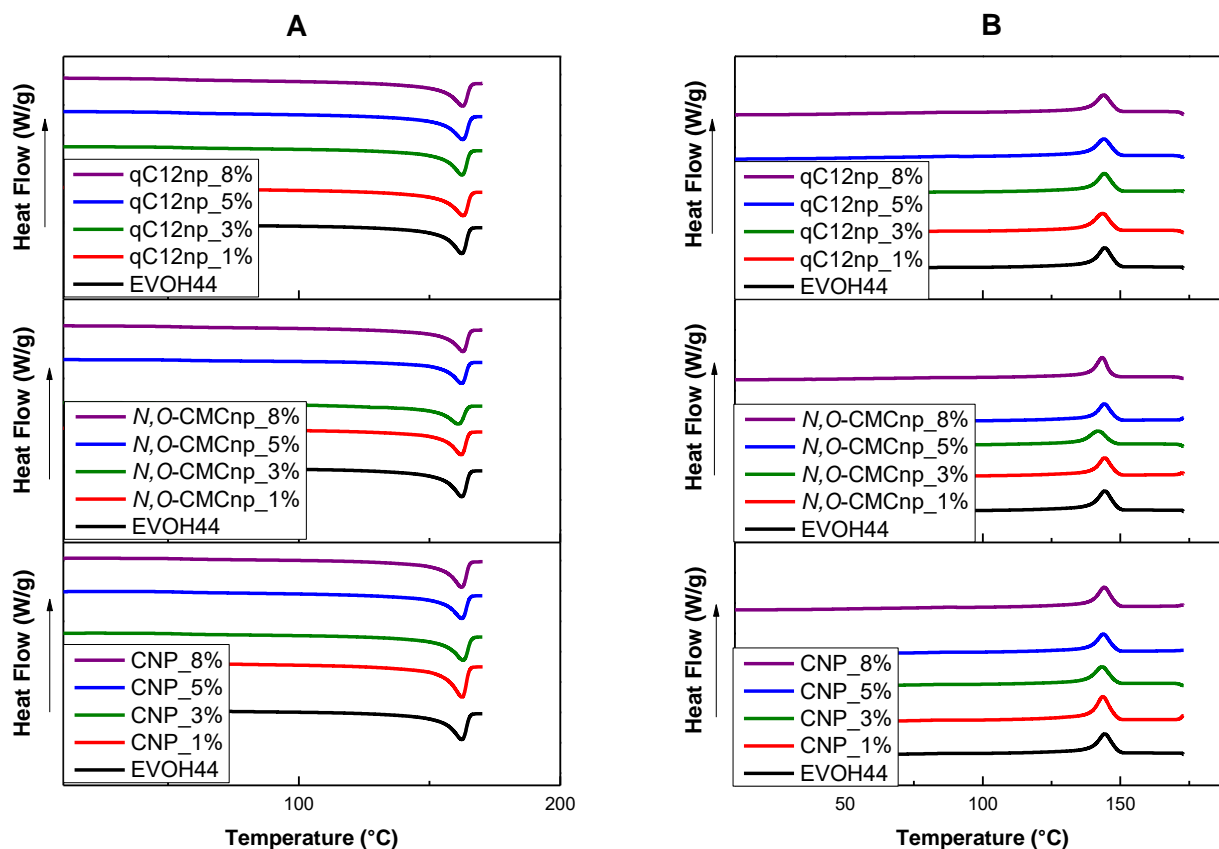 A
Heat Flow (W/g)
qC12np_8%
qC12np_5%
qC12np_3%
qC12np_1%
EVOH44
Heat Flow (W/g)
N,O-CMCnp_8%
N,O-CMCnp_5%
N,O-CMCnp_3%
N,O-CMCnp_1%
EVOH44
Heat Flow (W/g)
CNP_8%
CNP_5%
CNP_3%
CNP_1%
EVOH44
100 200
Temperature (°C)
B
Heat Flow (W/g)
qC12np_8%
qC12np_5%
qC12np_3%
qC12np_1%
EVOH44
Heat Flow (W/g)
N,O-CMCnp_8%
N,O-CMCnp_5%
N,O-CMCnp_3%
N,O-CMCnp_1%
EVOH44
Heat Flow (W/g)
CNP_8%
CNP_5%
CNP_3%
CNP_1%
EVOH44
50 100 150
Temperature (°C)